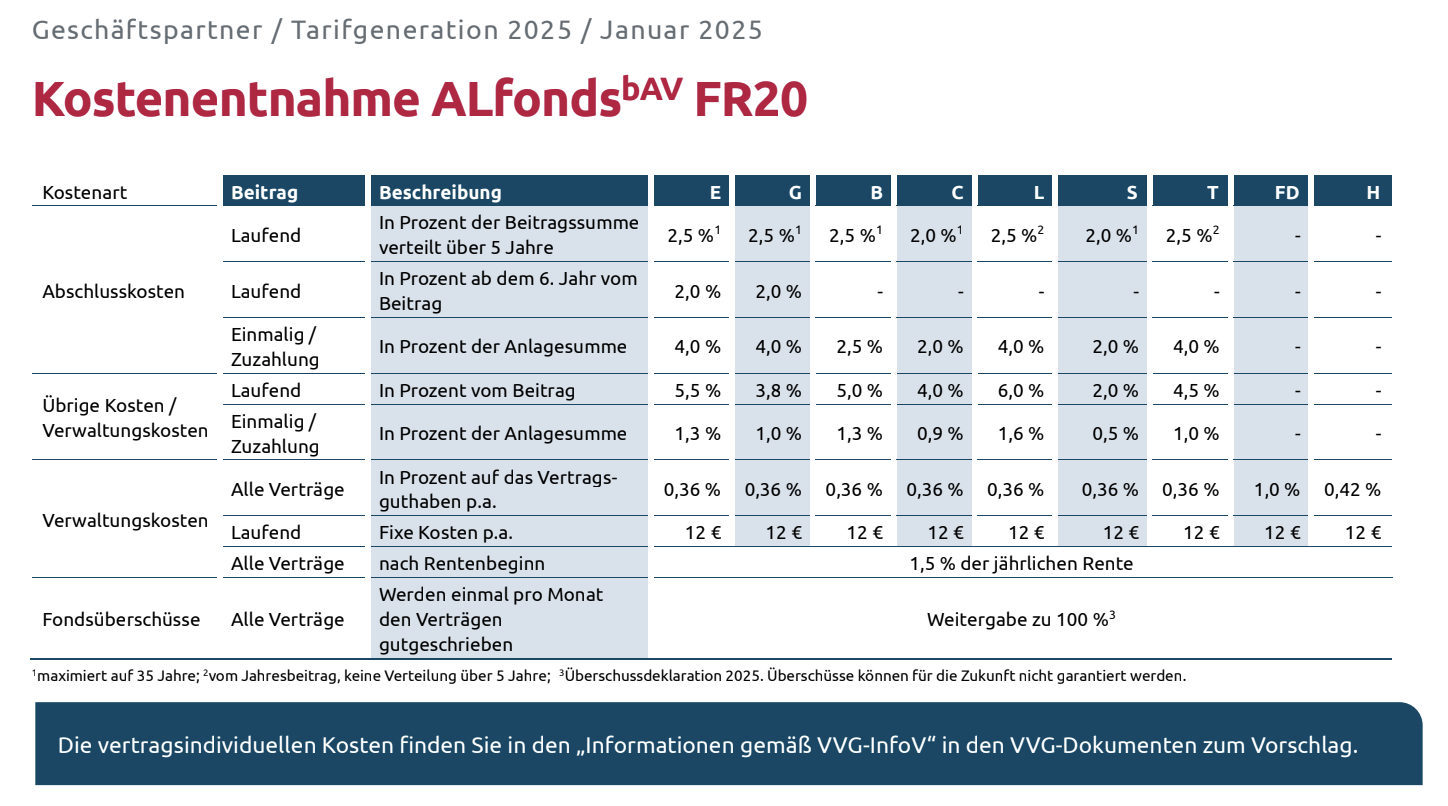 Geschäftspartner / Tarifgeneration 2025 / Januar 2025
Kostenentnahme ALfondsbAV FR20
Kostenart Beitrag Beschreibung E G B C L S T FD H
Abschlusskosten
Laufend In Prozent der Beitragssumme
verteilt über 5 Jahre 2,5 %¹ 2,5 %¹ 2,5 %¹ 2,0 %¹ 2,5 %² 2,0 %¹ 2,5 %² - -
Laufend In Prozent ab dem 6. Jahr vom
Beitrag 2,0 % 2,0 % - - - - - - -
Einmalig /
Zuzahlung In Prozent der Anlagesumme 4,0 % 4,0 % 2,5 % 2,0 % 4,0 % 2,0 % 4,0 % - -
Übrige Kosten /
Verwaltungskosten
Laufend In Prozent vom Beitrag 5,5 % 3,8 % 5,0 % 4,0 % 6,0 % 2,0 % 4,5 % - -
Einmalig /
Zuzahlung In Prozent der Anlagesumme 1,3 % 1,0 % 1,3 % 0,9 % 1,6 % 0,5 % 1,0 % - -
Verwaltungskosten
Alle Verträge In Prozent auf das Vertrags-
guthaben p.a. 0,36 % 0,36 % 0,36 % 0,36 % 0,36 % 0,36 % 0,36 % 1,0 % 0,42 %
Laufend Fixe Kosten p.a. 12 € 12 € 12 € 12 € 12 € 12 € 12 € 12 € 12 €
Alle Verträge nach Rentenbeginn 1,5 % der jährlichen Rente
Fondsüberschüsse Alle Verträge Werden einmal pro Monat
den Verträgen
gutgeschrieben Weitergabe zu 100 %³
¹maximiert auf 35 Jahre; ²vom Jahresbeitrag, keine Verteilung über 5 Jahre; ³Überschussdeklaration 2025. Überschüsse können für die Zukunft nicht garantiert werden.
Die vertragsindividuellen Kosten finden Sie in den „Informationen gemäß VVG-InfoV“ in den VVG-Dokumenten zum Vorschlag.